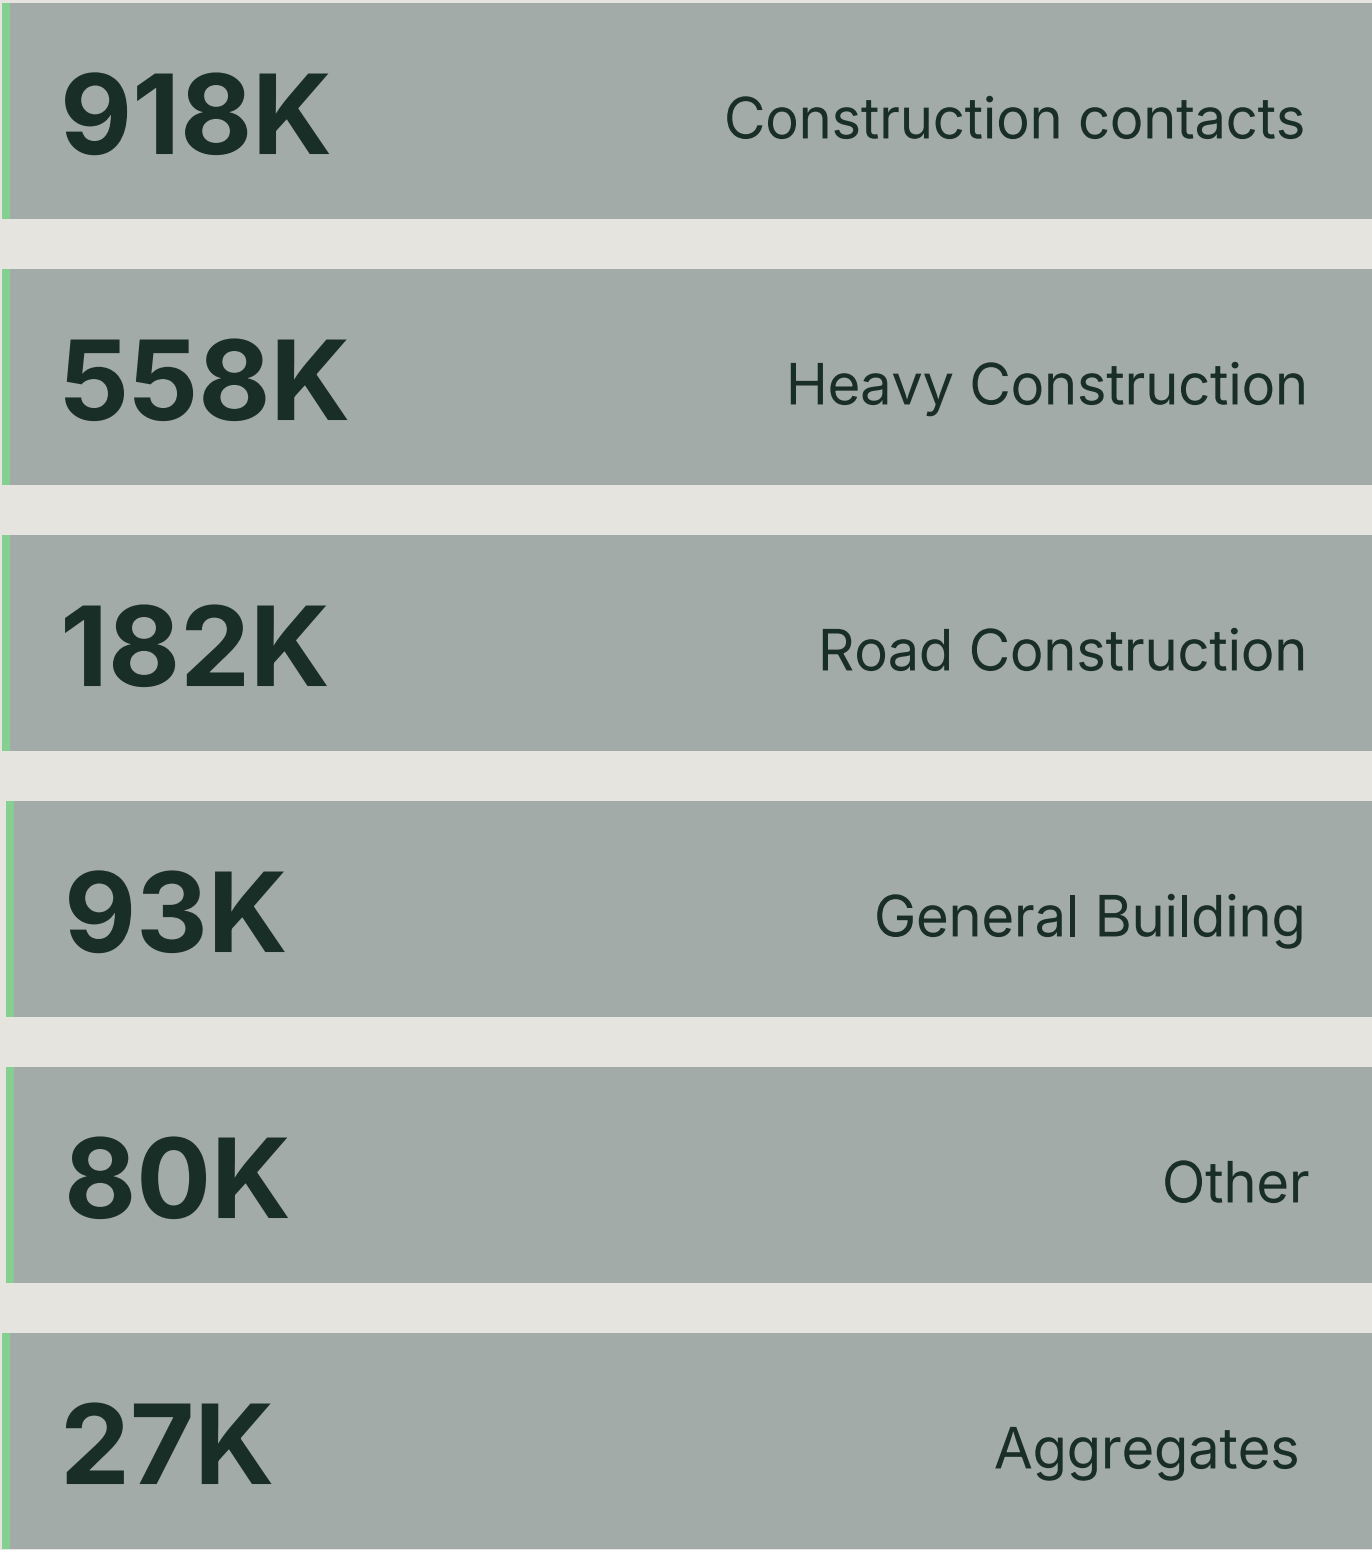 918K Construction contacts
558K Heavy Construction
182K Road Construction
93K General Building
80K Other
27K Aggregates